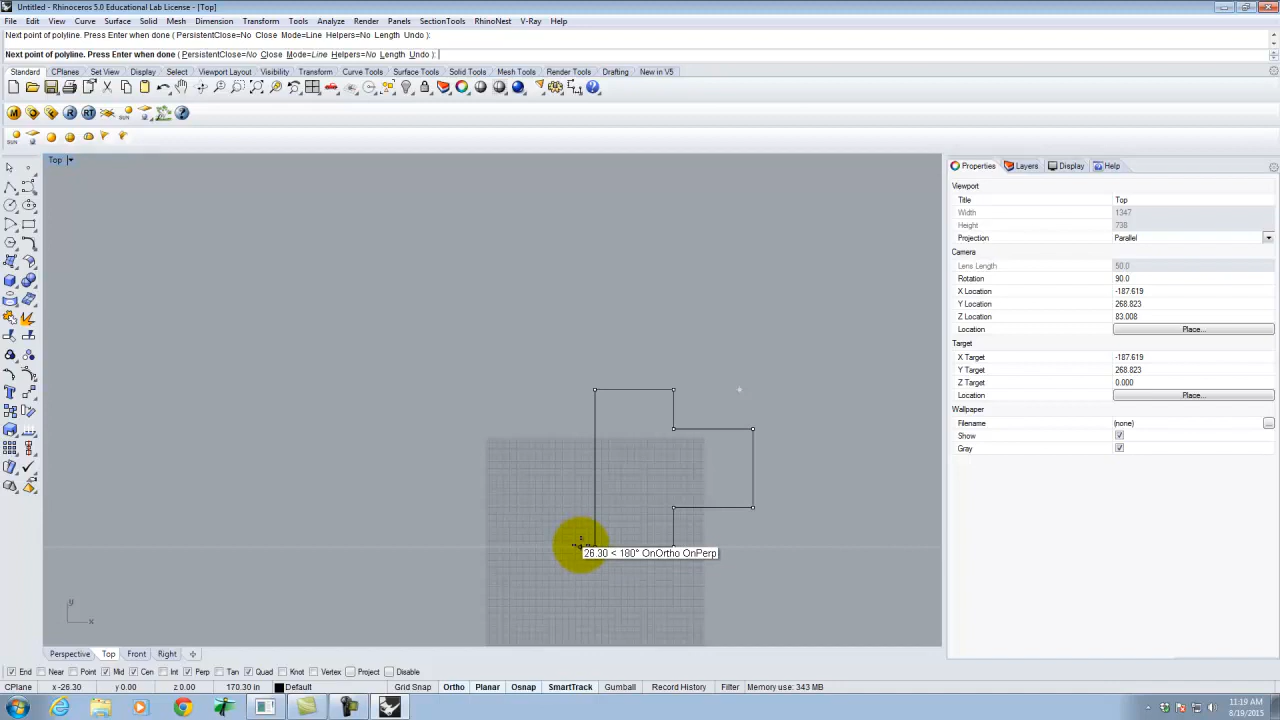 Untitled - Rhinoceros 5.0 Educational Lab License - [Top]
File Edit View Curve Surface Solid Mesh Dimension Transform Tools Analyze Render Panels SectionTools RhinoNest V-Ray Help
Next point of polyline. Press Enter when done ( PersistentClose=No Close Mode=Line Helpers=No Length Undo ):
Next point of polyline. Press Enter when done ( PersistentClose=No Close Mode=Line Helpers=No Length Undo ):
Standard CPlanes Set View Display Select Viewport Layout Visibility Transform Curve Tools Surface Tools Solid Tools Mesh Tools Render Tools Drafting New in V5
Top
Properties Layers Display Help
Viewport
Title Top
Width 1347
Height 738
Projection Parallel
Camera
Lens Length 50.0
Rotation 90.0
X Location -187.619
Y Location 268.823
Z Location 83.008
Location Place...
Target
X Target -187.619
Y Target 268.823
Z Target 0.000
Location Place...
Wallpaper
Filename (none)
Show
Gray
26.30 < 180° OnOrtho OnPerp
y
x
Perspective Top Front Right
End Near Point Mid Cen Int Perp Tan Quad Knot Vertex Project Disable
CPlane x -26.30 y 0.00 z 0.00 170.30 in Default Grid Snap Ortho Planar Osnap SmartTrack Gumball Record History Filter Memory use: 343 MB
11:19 AM
8/19/2015